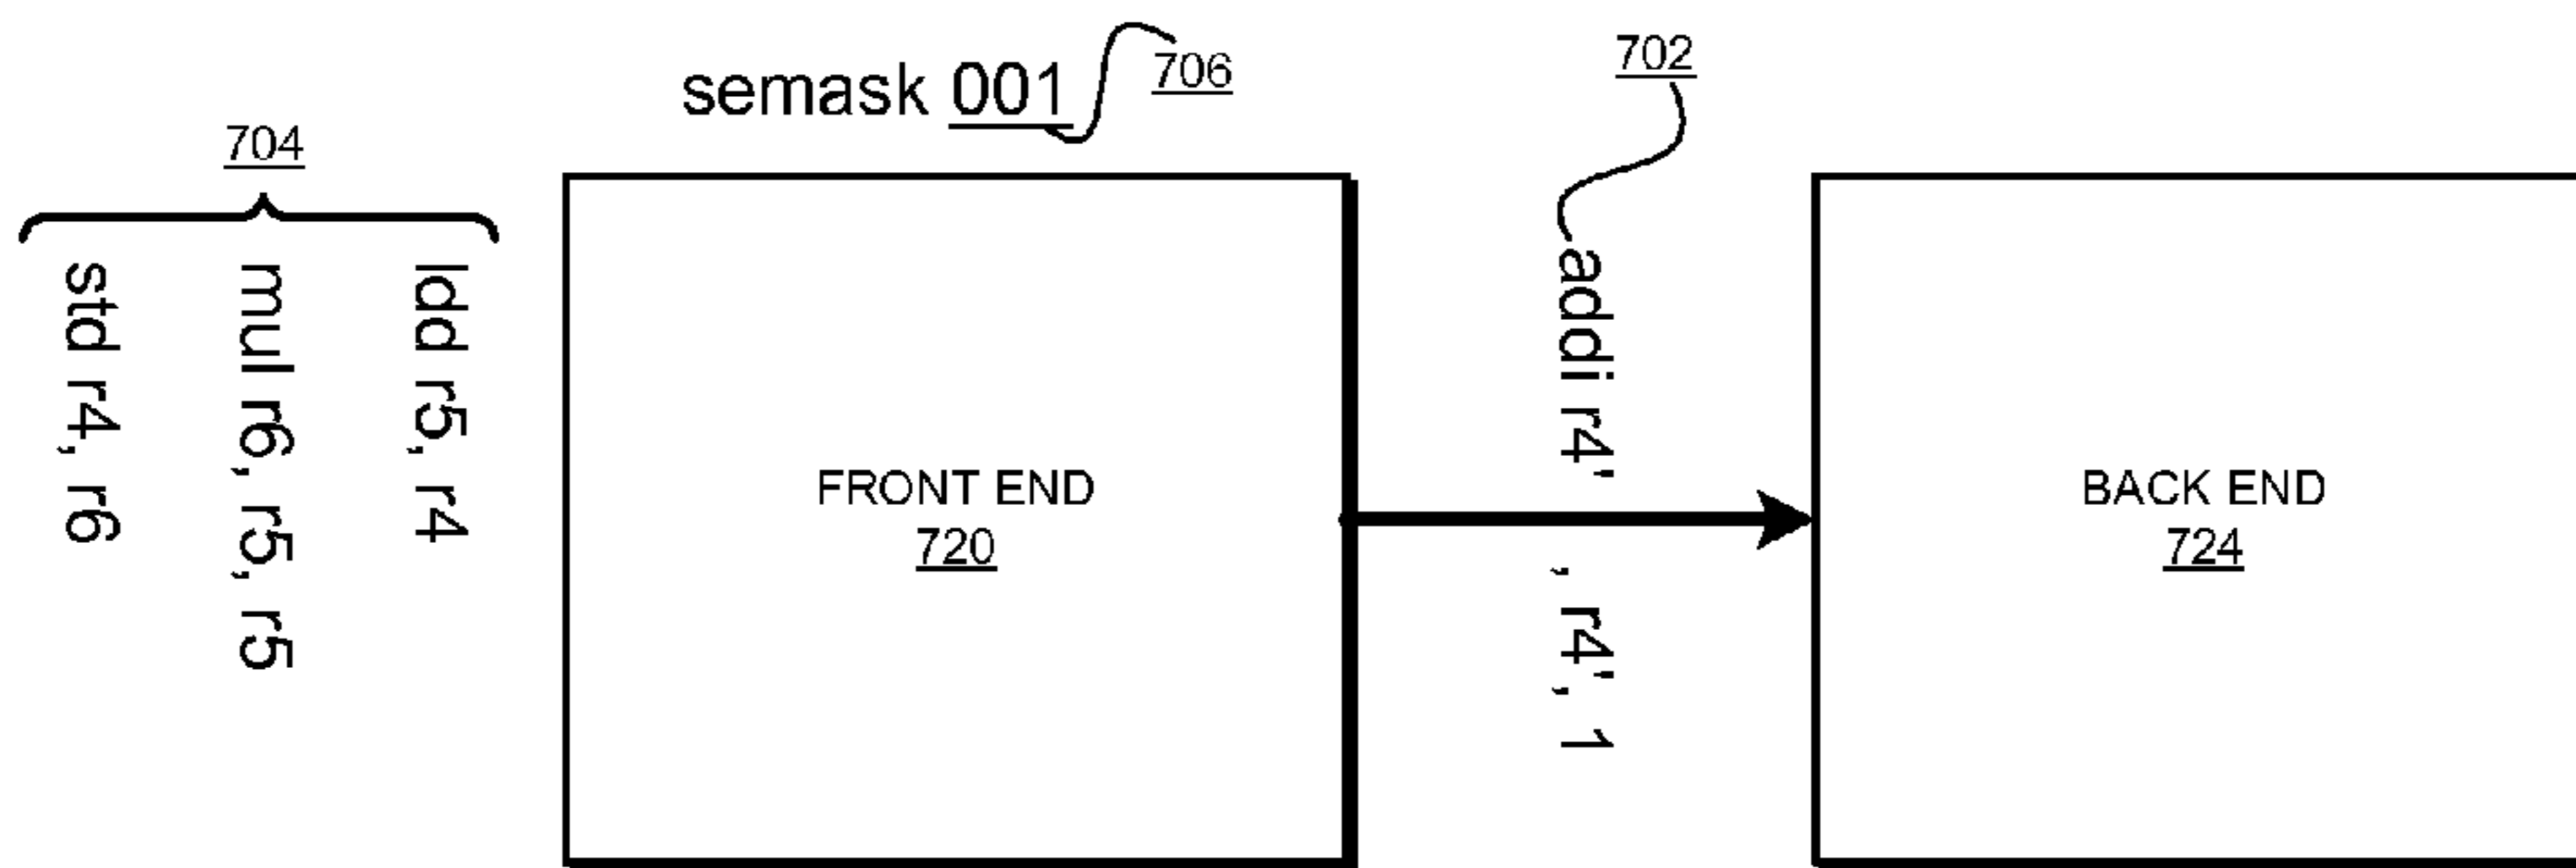 706
702
semask 001
704
ldd r5, r4
mul r6, r5, r5
std r4, r6
FRONT END
720
addi r4', r4', 1
BACK END
724